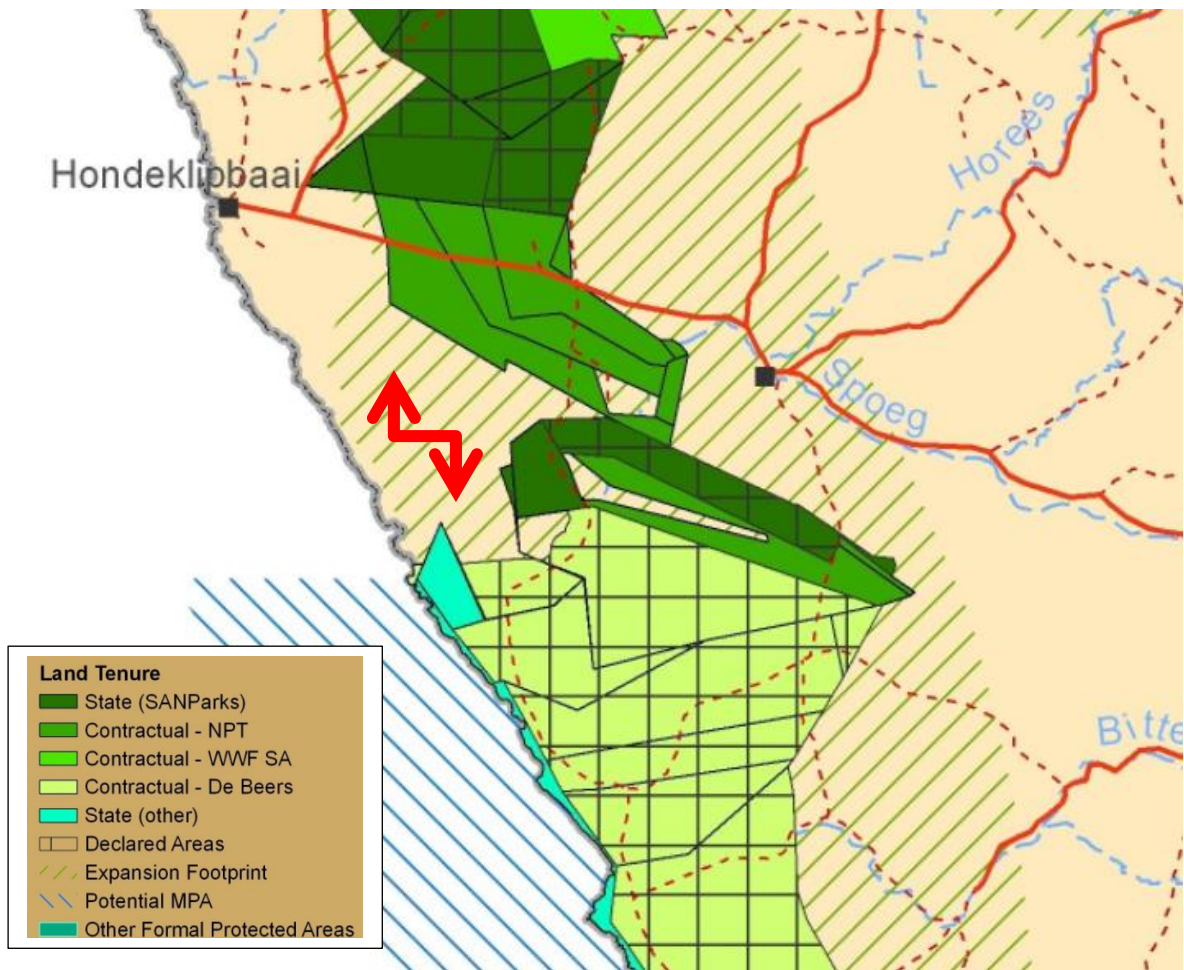 Horees
Hondeklipbaai
Spoeg
Bitte
Land Tenure
State (SANParks)
Contractual - NPT
Contractual - WWF SA
Contractual - De Beers
State (other)
Declared Areas
Expansion Footprint
Potential MPA
Other Formal Protected Areas